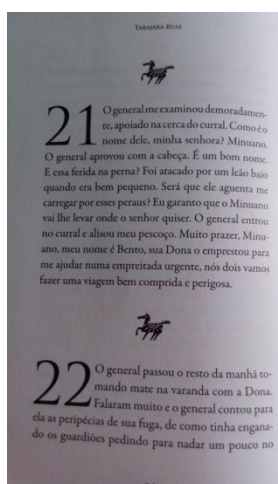 TABAJARA RUAS
21 O general me examinou demoradamen-
te, apoiado na cerca do curral. Como é o
nome dele, minha senhora? Minuano.
O general aprovou com a cabeça. É um bom nome.
E essa ferida na perna? Foi atacado por um leão baio
quando era bem pequeno. Será que ele aguenta me
carregar por esses peraus? Eu garanto que o Minuano
vai lhe levar onde o senhor quiser. O general entrou
no curral e alisou meu pescoço. Muito prazer, Minu-
ano, meu nome é Bento, sua Dona o emprestou para
me ajudar numa empreitada urgente, nós dois vamos
fazer uma viagem bem comprida e perigosa.
22 O general passou o resto da manhã to-
mando mate na varanda com a Dona.
Falaram muito e o general contou para
ela as peripécias de sua fuga, de como tinha engana-
do os guardiões pedindo para nadar um pouco no